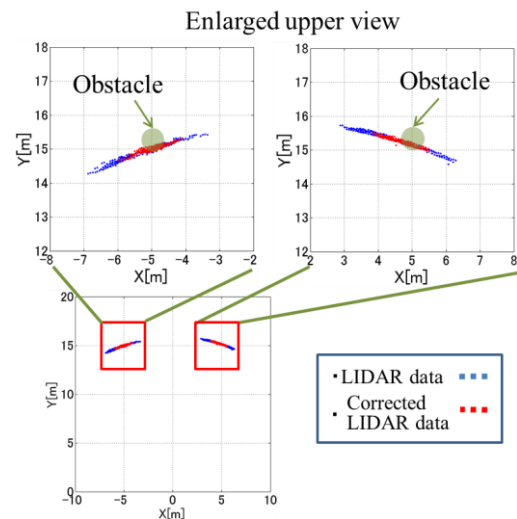 Enlarged upper view
18
17
16
15
14
13
12
Y[m]
Obstacle
-8 -7 -6 -5 -4 -3 -2
X[m]
18
17
16
15
14
13
12
Y[m]
Obstacle
2 3 4 5 6 7 8
X[m]
20
15
10
5
0
Y[m]
-10 -5 0 5 10
X[m]
LIDAR data
Corrected
LIDAR data